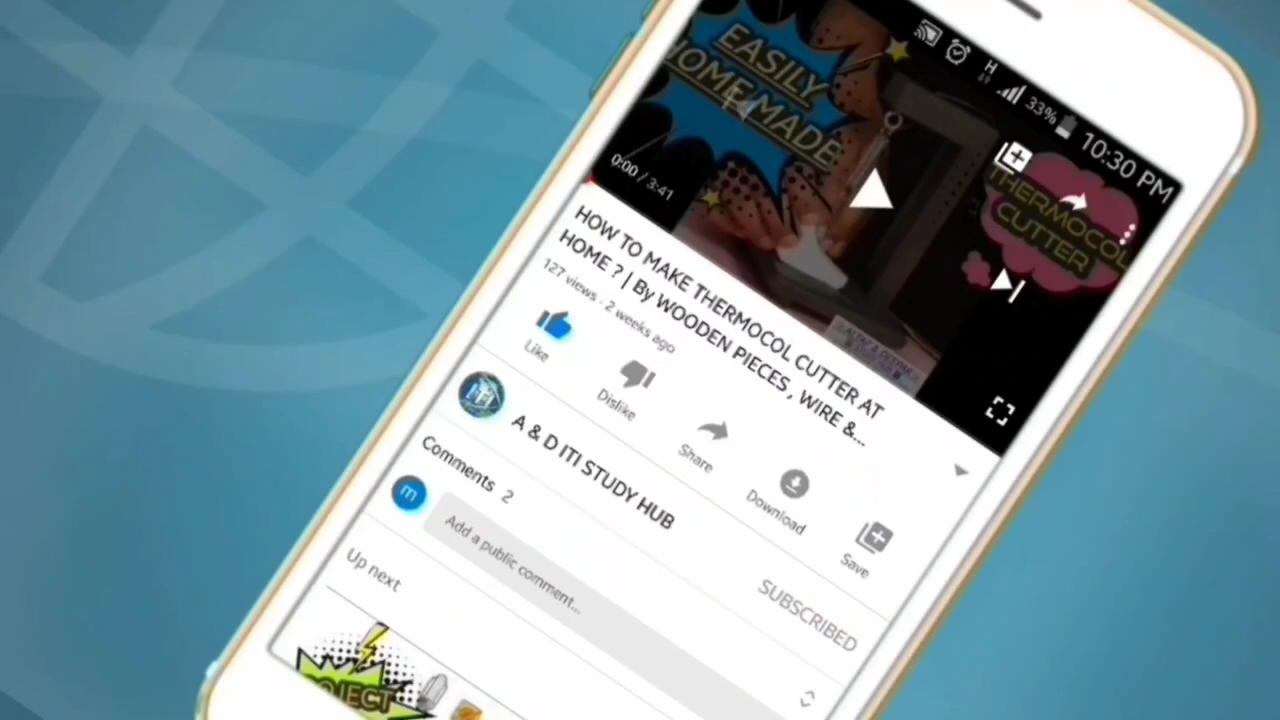 H
33%
10:30 PM
EASILY
HOME MADE
THERMOCOL
CUTTER
0:00 / 3:41
HOW TO MAKE THERMOCOL CUTTER AT
HOME ? | By WOODEN PIECES , WIRE &...
127 views · 2 weeks ago
Like
Dislike
Share
Download
Save
A & D ITI STUDY HUB
SUBSCRIBED
Comments 2
m
Add a public comment...
Up next